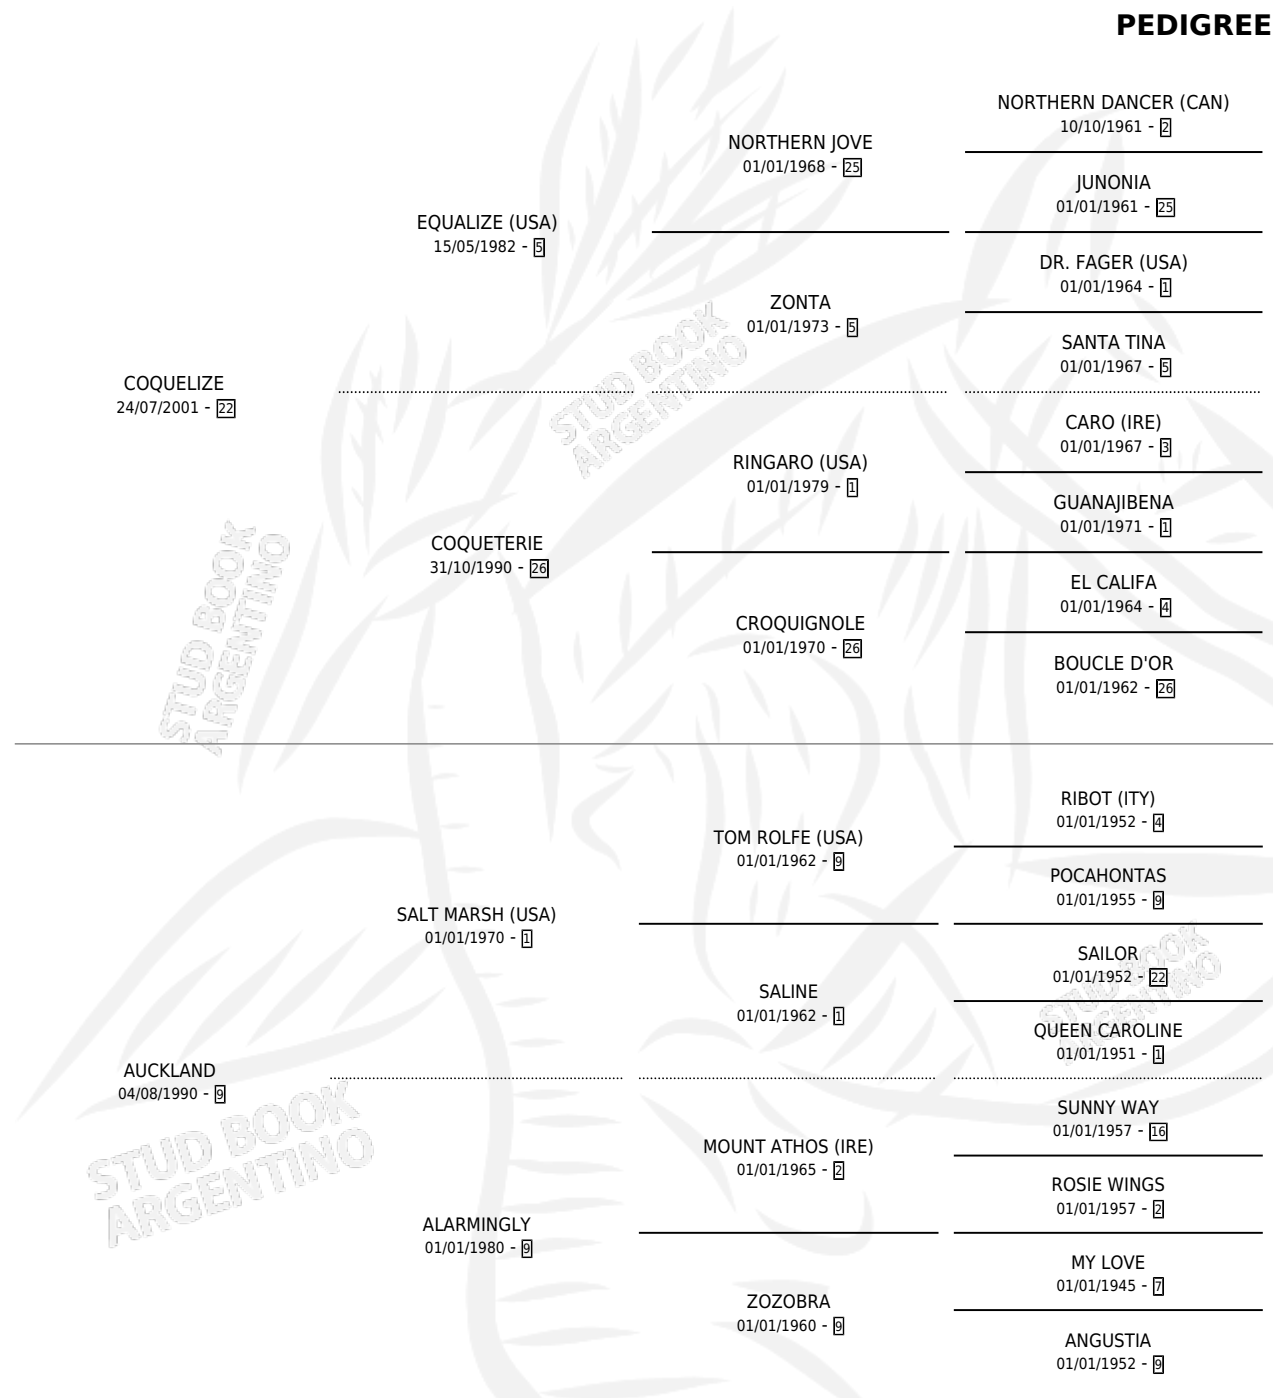 PEDIGREE
NORTHERN DANCER (CAN)
10/10/1961 - 2
NORTHERN JOVE
01/01/1968 - 25
JUNONIA
01/01/1961 - 25
EQUALIZE (USA)
15/05/1982 - 5
DR. FAGER (USA)
01/01/1964 - 1
ZONTA
01/01/1973 - 5
SANTA TINA
01/01/1967 - 5
COQUELIZE
24/07/2001 - 22
CARO (IRE)
01/01/1967 - 3
RINGARO (USA)
01/01/1979 - 1
GUANAJIBENA
01/01/1971 - 1
COQUETERIE
31/10/1990 - 26
EL CALIFA
01/01/1964 - 4
CROQUIGNOLE
01/01/1970 - 26
BOUCLE D'OR
01/01/1962 - 26
RIBOT (ITY)
01/01/1952 - 4
TOM ROLFE (USA)
01/01/1962 - 9
POCAHONTAS
01/01/1955 - 9
SALT MARSH (USA)
01/01/1970 - 1
SAILOR
01/01/1952 - 22
SALINE
01/01/1962 - 1
QUEEN CAROLINE
01/01/1951 - 1
AUCKLAND
04/08/1990 - 9
SUNNY WAY
01/01/1957 - 16
MOUNT ATHOS (IRE)
01/01/1965 - 2
ROSIE WINGS
01/01/1957 - 2
ALARMINGLY
01/01/1980 - 9
MY LOVE
01/01/1945 - 7
ZOZOBRA
01/01/1960 - 9
ANGUSTIA
01/01/1952 - 9
STUD BOOK
ARGENTINO
STUD BOOK
ARGENTINO
STUD BOOK
ARGENTINO
STUD BOOK
ARGENTINO